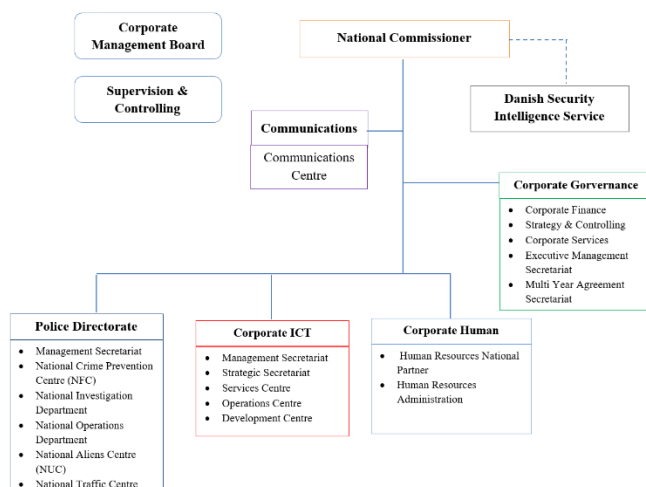 Corporate
Management Board
National Commissioner
Supervision &
Controlling
Danish Security
Intelligence Service
Communications
Communications
Centre
Corporate Gorvernance
Corporate Finance
Strategy & Controlling
Corporate Services
Executive Management
Secretariat
Multi Year Agreement
Secretariat
Police Directorate
Management Secretariat
National Crime Prevention
Centre (NFC)
National Investigation
Department
National Operations
Department
National Aliens Centre
(NUC)
National Traffic Centre
Corporate ICT
Management Secretariat
Strategic Secretariat
Services Centre
Operations Centre
Development Centre
Corporate Human
Human Resources National
Partner
Human Resources
Administration